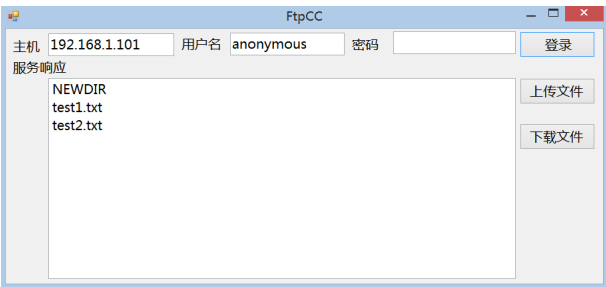 FtpCC
主机 192.168.1.101 用户名 anonymous 密码 登录
服务响应
NEWDIR
上传文件
test1.txt
test2.txt
下载文件